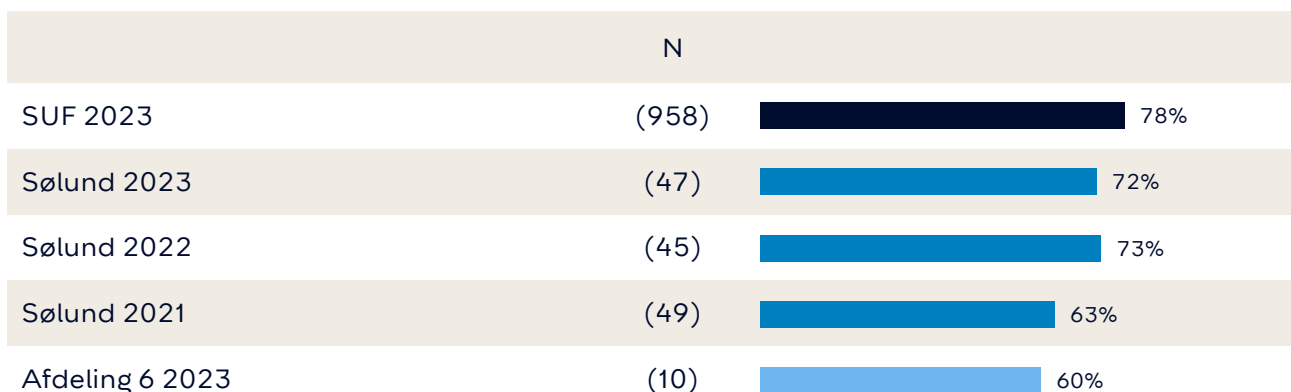 N
SUF 2023 (958) 78%
Sølund 2023 (47) 72%
Sølund 2022 (45) 73%
Sølund 2021 (49) 63%
Afdeling 6 2023 (10) 60%